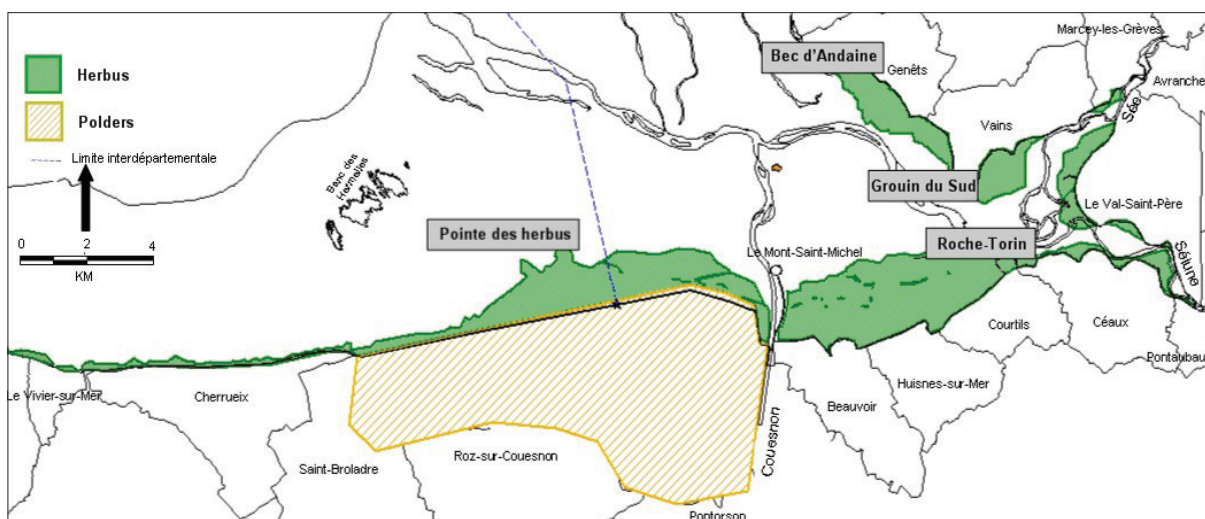 Herbus
Polders
Limite interdépartementale
0 2 4
KM
Banc des
Hermelles
Bec d'Andaine
Genêts
Marcey-les-Grèves
Avranche
Sée
Vains
Grouin du Sud
Le Val-Saint-Père
Pointe des herbus
Roche-Torin
Le Mont-Saint-Michel
Sélune
Courtils
Céaux
Pontaubau
Le Vivier-sur-Mer
Cherrueix
Huisnes-sur-Mer
Beauvoir
Couesnon
Saint-Broladre
Roz-sur-Couesnon
Pontorson